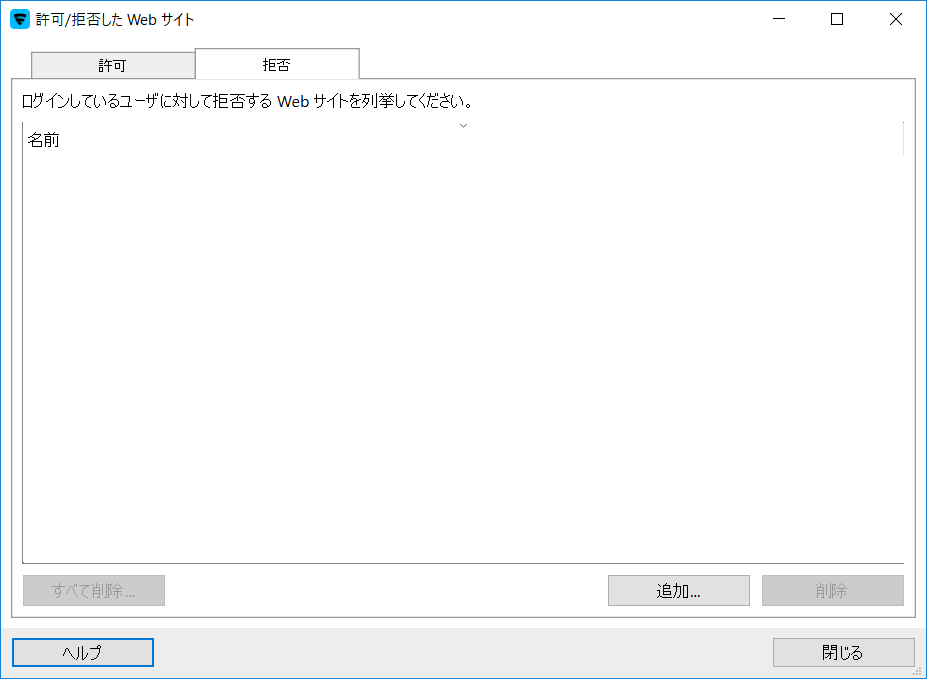 許可/拒否した Web サイト
許可
拒否
ログインしているユーザに対して拒否する Web サイトを列挙してください。
名前
すべて削除...
追加...
削除
ヘルプ
閉じる